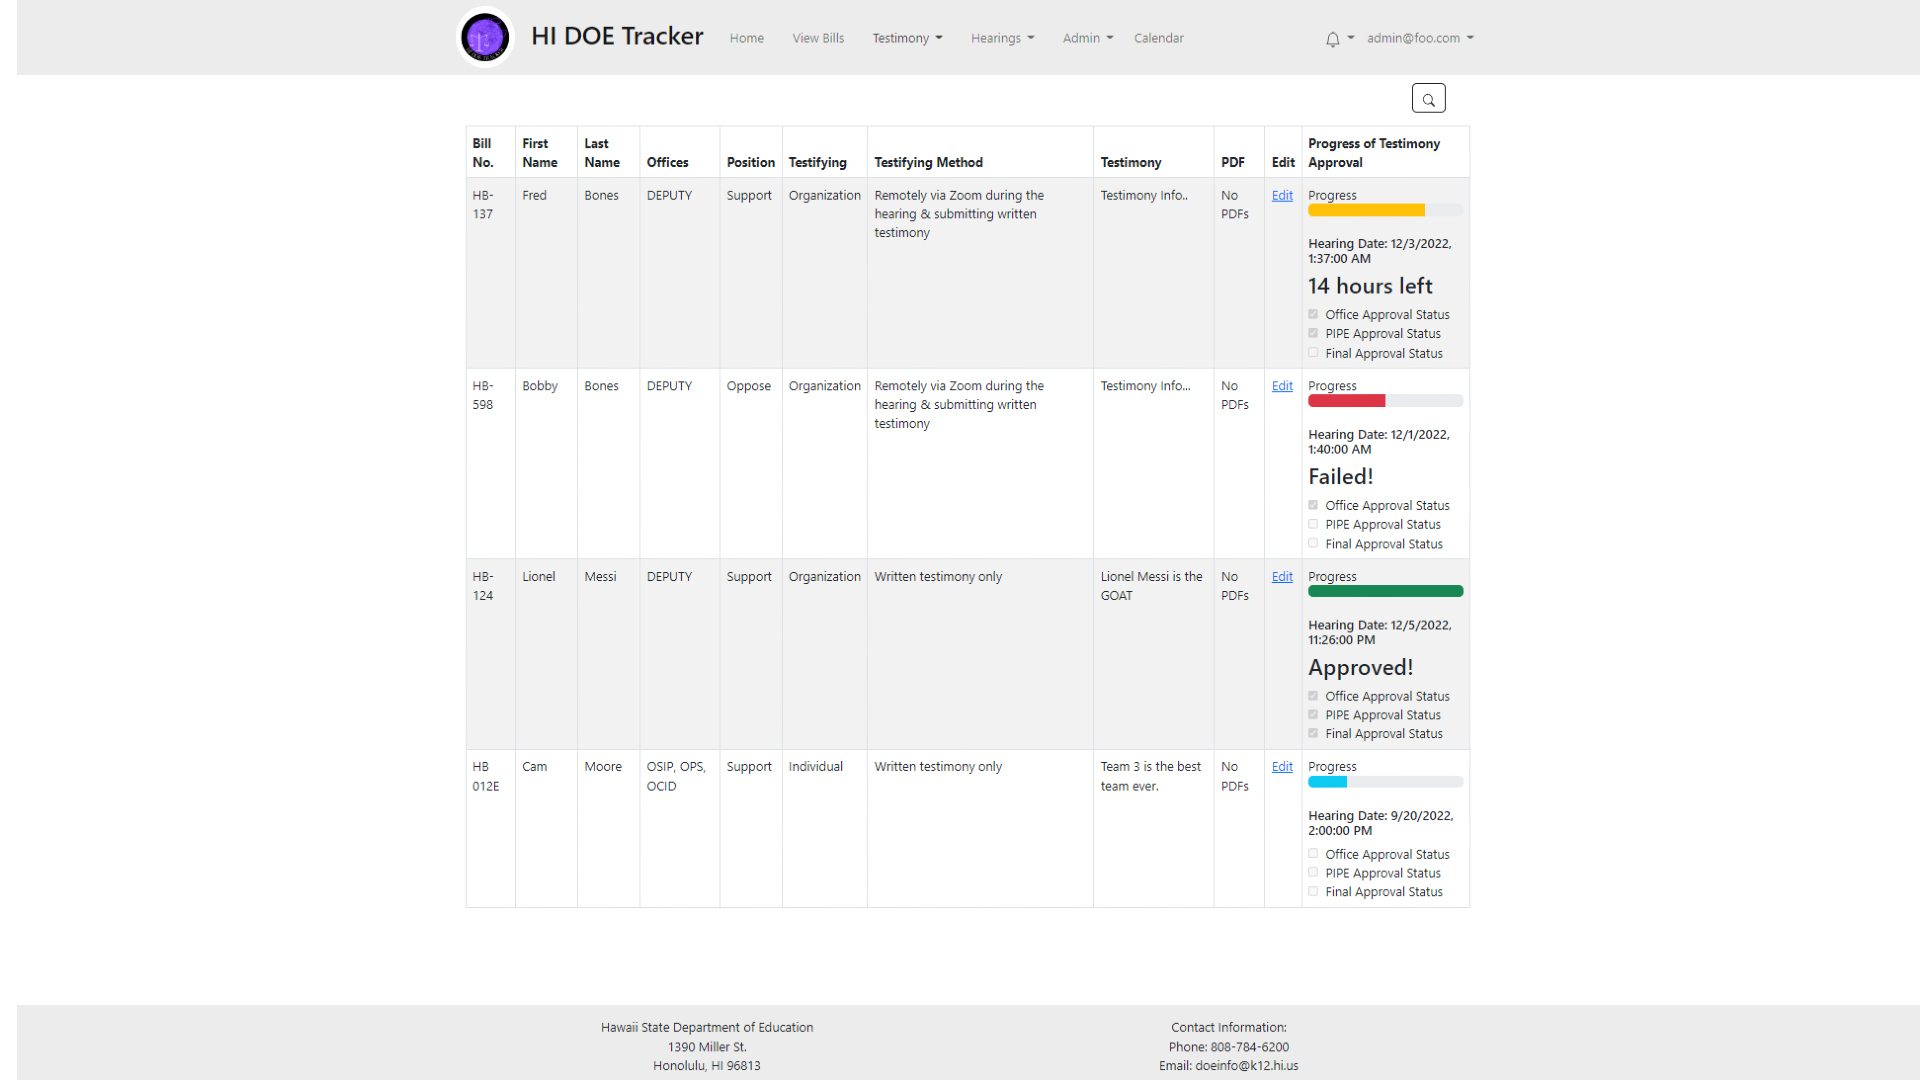 HI DOE Tracker Home View Bills Testimony Hearings Admin Calendar admin@foo.com
Bill No. First Name Last Name Offices Position Testifying Testifying Method Testimony PDF Edit Progress of Testimony Approval
HB-137 Fred Bones DEPUTY Support Organization Remotely via Zoom during the hearing & submitting written testimony Testimony Info.. No PDFs Edit Progress
Hearing Date: 12/3/2022, 1:37:00 AM
14 hours left
Office Approval Status
PIPE Approval Status
Final Approval Status
HB-598 Bobby Bones DEPUTY Oppose Organization Remotely via Zoom during the hearing & submitting written testimony Testimony Info... No PDFs Edit Progress
Hearing Date: 12/1/2022, 1:40:00 AM
Failed!
Office Approval Status
PIPE Approval Status
Final Approval Status
HB-124 Lionel Messi DEPUTY Support Organization Written testimony only Lionel Messi is the GOAT No PDFs Edit Progress
Hearing Date: 12/5/2022, 11:26:00 PM
Approved!
Office Approval Status
PIPE Approval Status
Final Approval Status
HB 012E Cam Moore OSIP, OPS, OCID Support Individual Written testimony only Team 3 is the best team ever. No PDFs Edit Progress
Hearing Date: 9/20/2022, 2:00:00 PM
Office Approval Status
PIPE Approval Status
Final Approval Status
Hawaii State Department of Education
1390 Miller St.
Honolulu, HI 96813
Contact Information:
Phone: 808-784-6200
Email: doeinfo@k12.hi.us